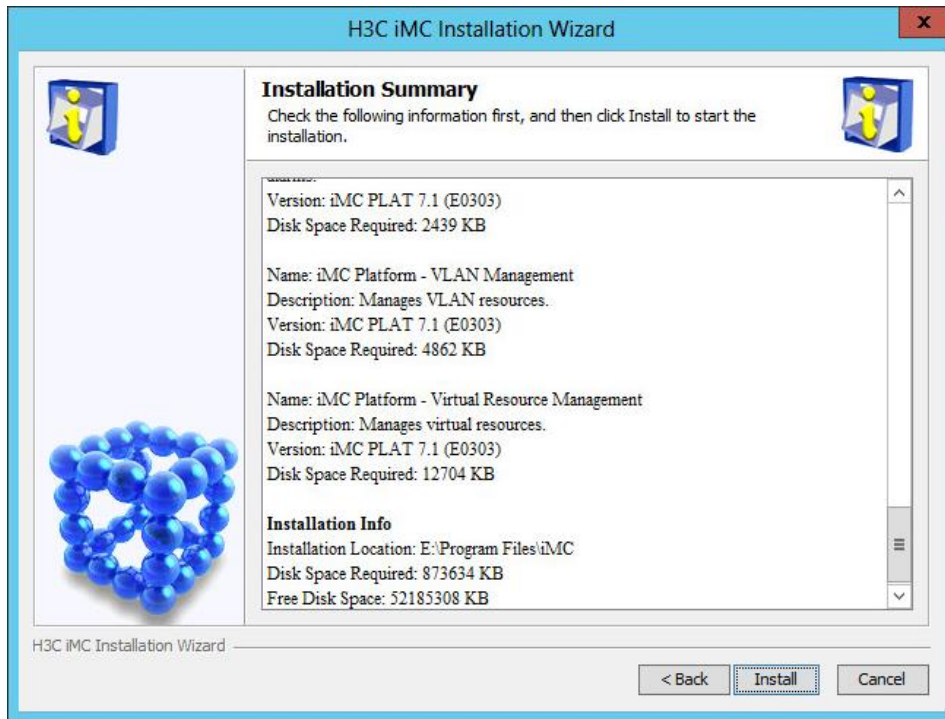 H3C iMC Installation Wizard
x
Installation Summary
Check the following information first, and then click Install to start the
installation.
alarms.
Version: iMC PLAT 7.1 (E0303)
Disk Space Required: 2439 KB
Name: iMC Platform - VLAN Management
Description: Manages VLAN resources.
Version: iMC PLAT 7.1 (E0303)
Disk Space Required: 4862 KB
Name: iMC Platform - Virtual Resource Management
Description: Manages virtual resources.
Version: iMC PLAT 7.1 (E0303)
Disk Space Required: 12704 KB
Installation Info
Installation Location: E:\Program Files\iMC
Disk Space Required: 873634 KB
Free Disk Space: 52185308 KB
H3C iMC Installation Wizard
< Back
Install
Cancel